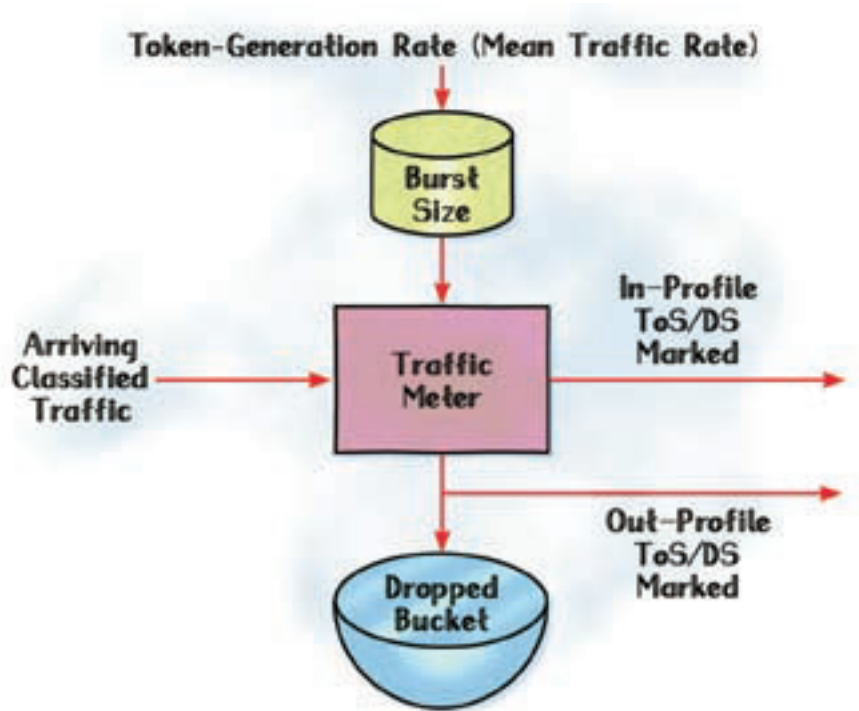 Token-Generation Rate (Mean Traffic Rate)
Burst
Size
In-Profile
ToS/DS
Marked
Arriving
Classified
Traffic
Traffic
Meter
Out-Profile
ToS/DS
Marked
Dropped
Bucket